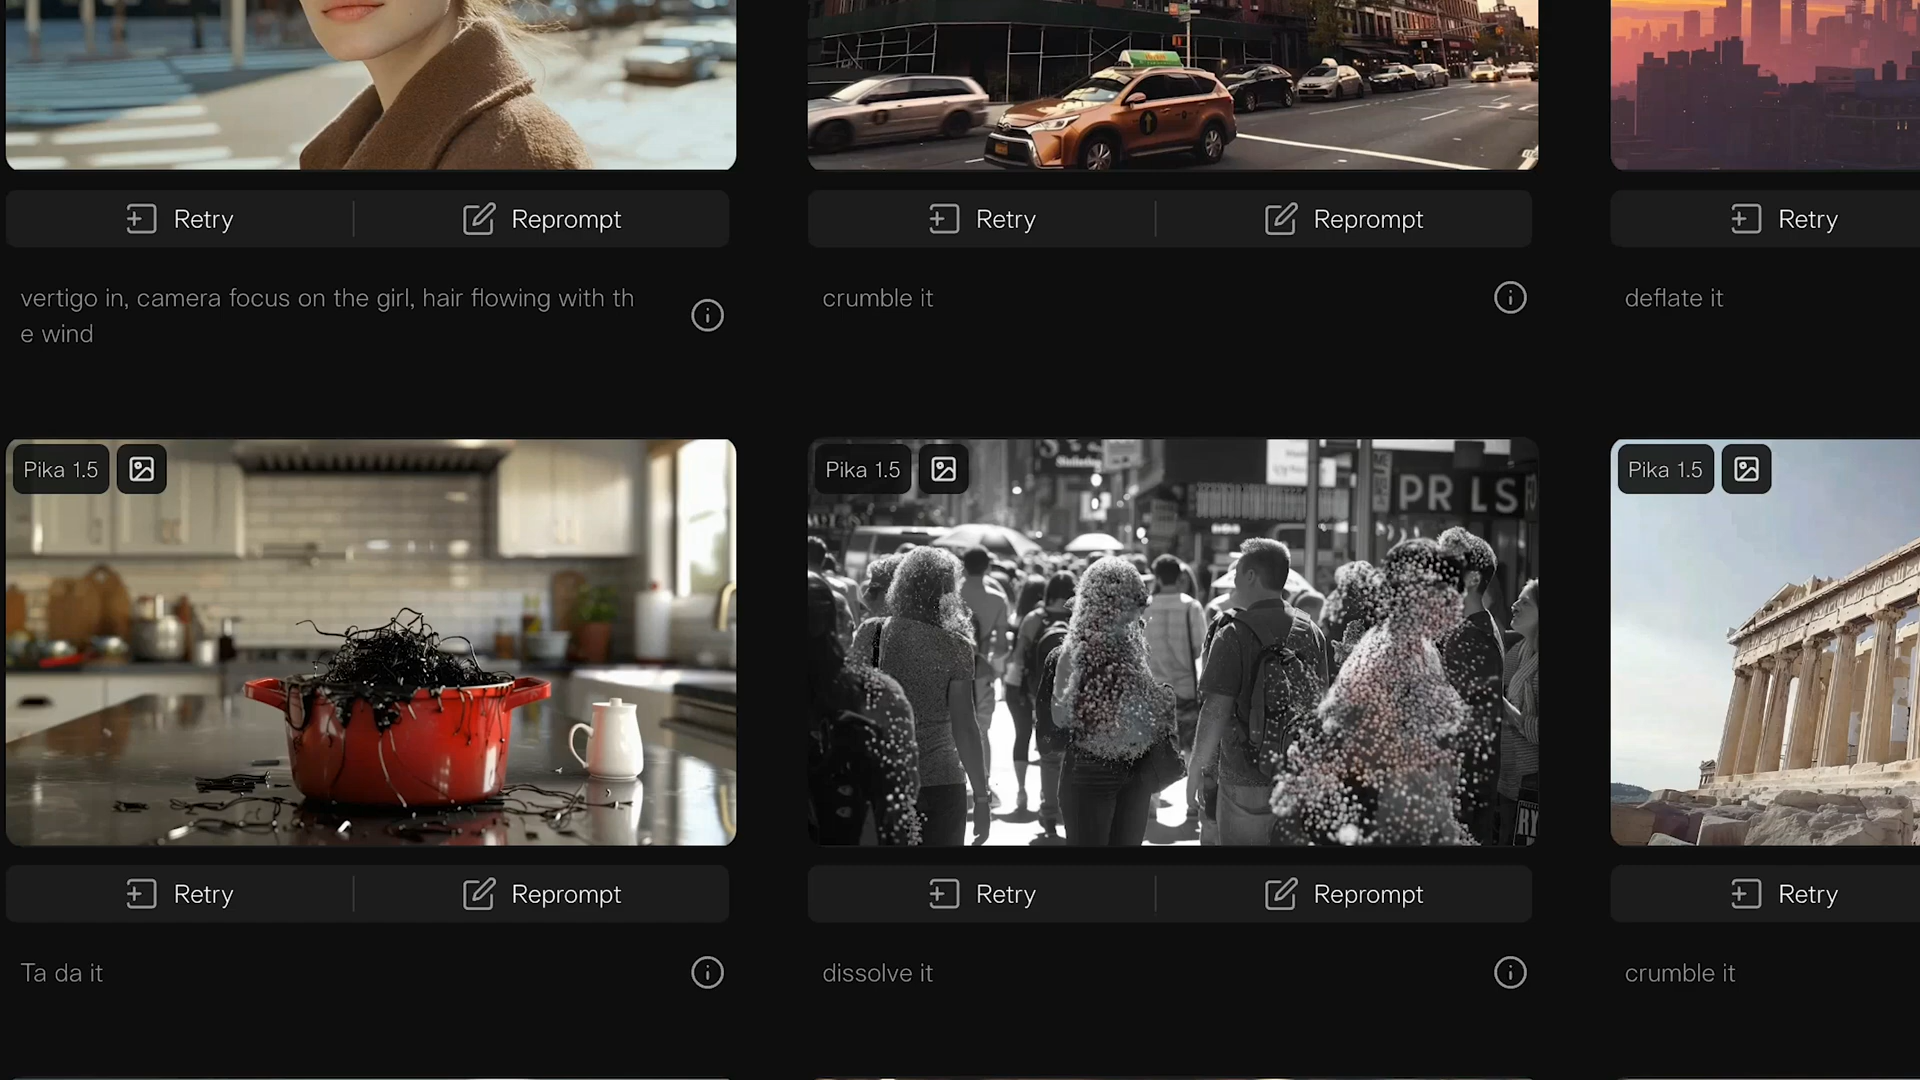 Retry
Reprompt
Retry
Reprompt
Retry
vertigo in, camera focus on the girl, hair flowing with th
e wind
crumble it
deflate it
Pika 1.5
Pika 1.5
PR LS
RY
Pika 1.5
Retry
Reprompt
Retry
Reprompt
Retry
Ta da it
dissolve it
crumble it